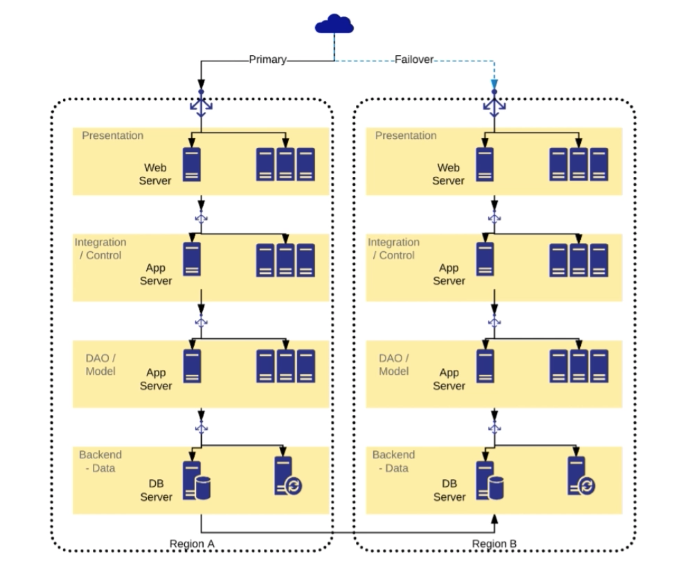 Primary
Failover
Presentation
Web
Server
Integration
/ Control
App
Server
DAO /
Model
App
Server
Backend
- Data
DB
Server
Region A
Presentation
Web
Server
Integration
/ Control
App
Server
DAO /
Model
App
Server
Backend
- Data
DB
Server
Region B